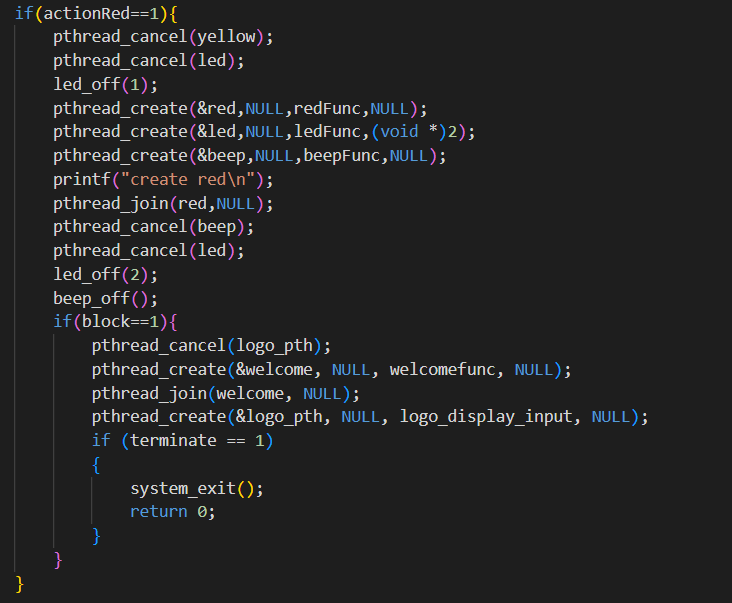 if(actionRed==1){
    pthread_cancel(yellow);
    pthread_cancel(led);
    led_off(1);
    pthread_create(&red,NULL,redFunc,NULL);
    pthread_create(&led,NULL,ledFunc,(void *)2);
    pthread_create(&beep,NULL,beepFunc,NULL);
    printf("create red\n");
    pthread_join(red,NULL);
    pthread_cancel(beep);
    pthread_cancel(led);
    led_off(2);
    beep_off();
    if(block==1){
        pthread_cancel(logo_pth);
        pthread_create(&welcome, NULL, welcomefunc, NULL);
        pthread_join(welcome, NULL);
        pthread_create(&logo_pth, NULL, logo_display_input, NULL);
        if (terminate == 1)
        {
            system_exit();
            return 0;
        }
    }
}